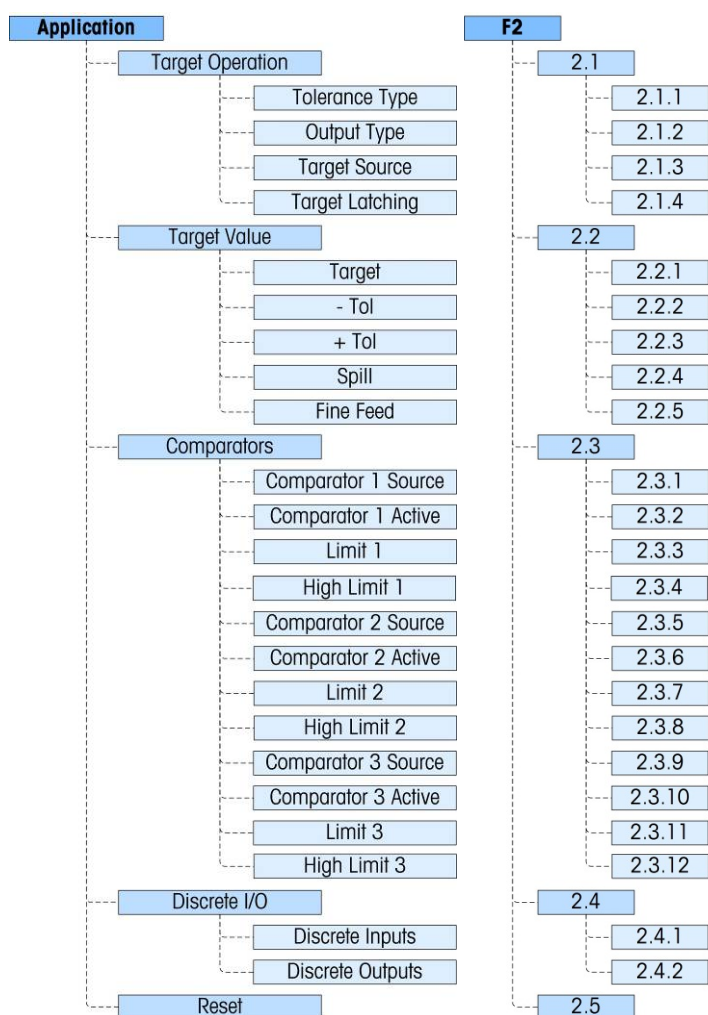 Application F2
Target Operation 2.1
Tolerance Type 2.1.1
Output Type 2.1.2
Target Source 2.1.3
Target Latching 2.1.4
Target Value 2.2
Target 2.2.1
- Tol 2.2.2
+ Tol 2.2.3
Spill 2.2.4
Fine Feed 2.2.5
Comparators 2.3
Comparator 1 Source 2.3.1
Comparator 1 Active 2.3.2
Limit 1 2.3.3
High Limit 1 2.3.4
Comparator 2 Source 2.3.5
Comparator 2 Active 2.3.6
Limit 2 2.3.7
High Limit 2 2.3.8
Comparator 3 Source 2.3.9
Comparator 3 Active 2.3.10
Limit 3 2.3.11
High Limit 3 2.3.12
Discrete I/O 2.4
Discrete Inputs 2.4.1
Discrete Outputs 2.4.2
Reset 2.5